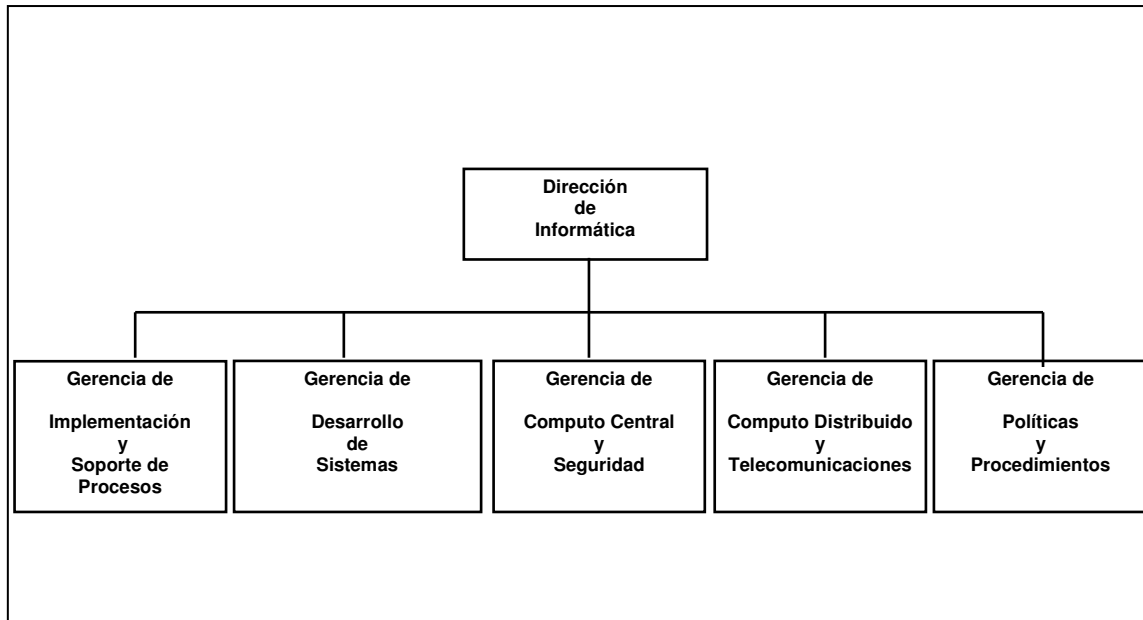 Dirección
de
Informática
Gerencia de
Implementación
y
Soporte de
Procesos
Gerencia de
Desarrollo
de
Sistemas
Gerencia de
Computo Central
y
Seguridad
Gerencia de
Computo Distribuido
y
Telecomunicaciones
Gerencia de
Políticas
y
Procedimientos